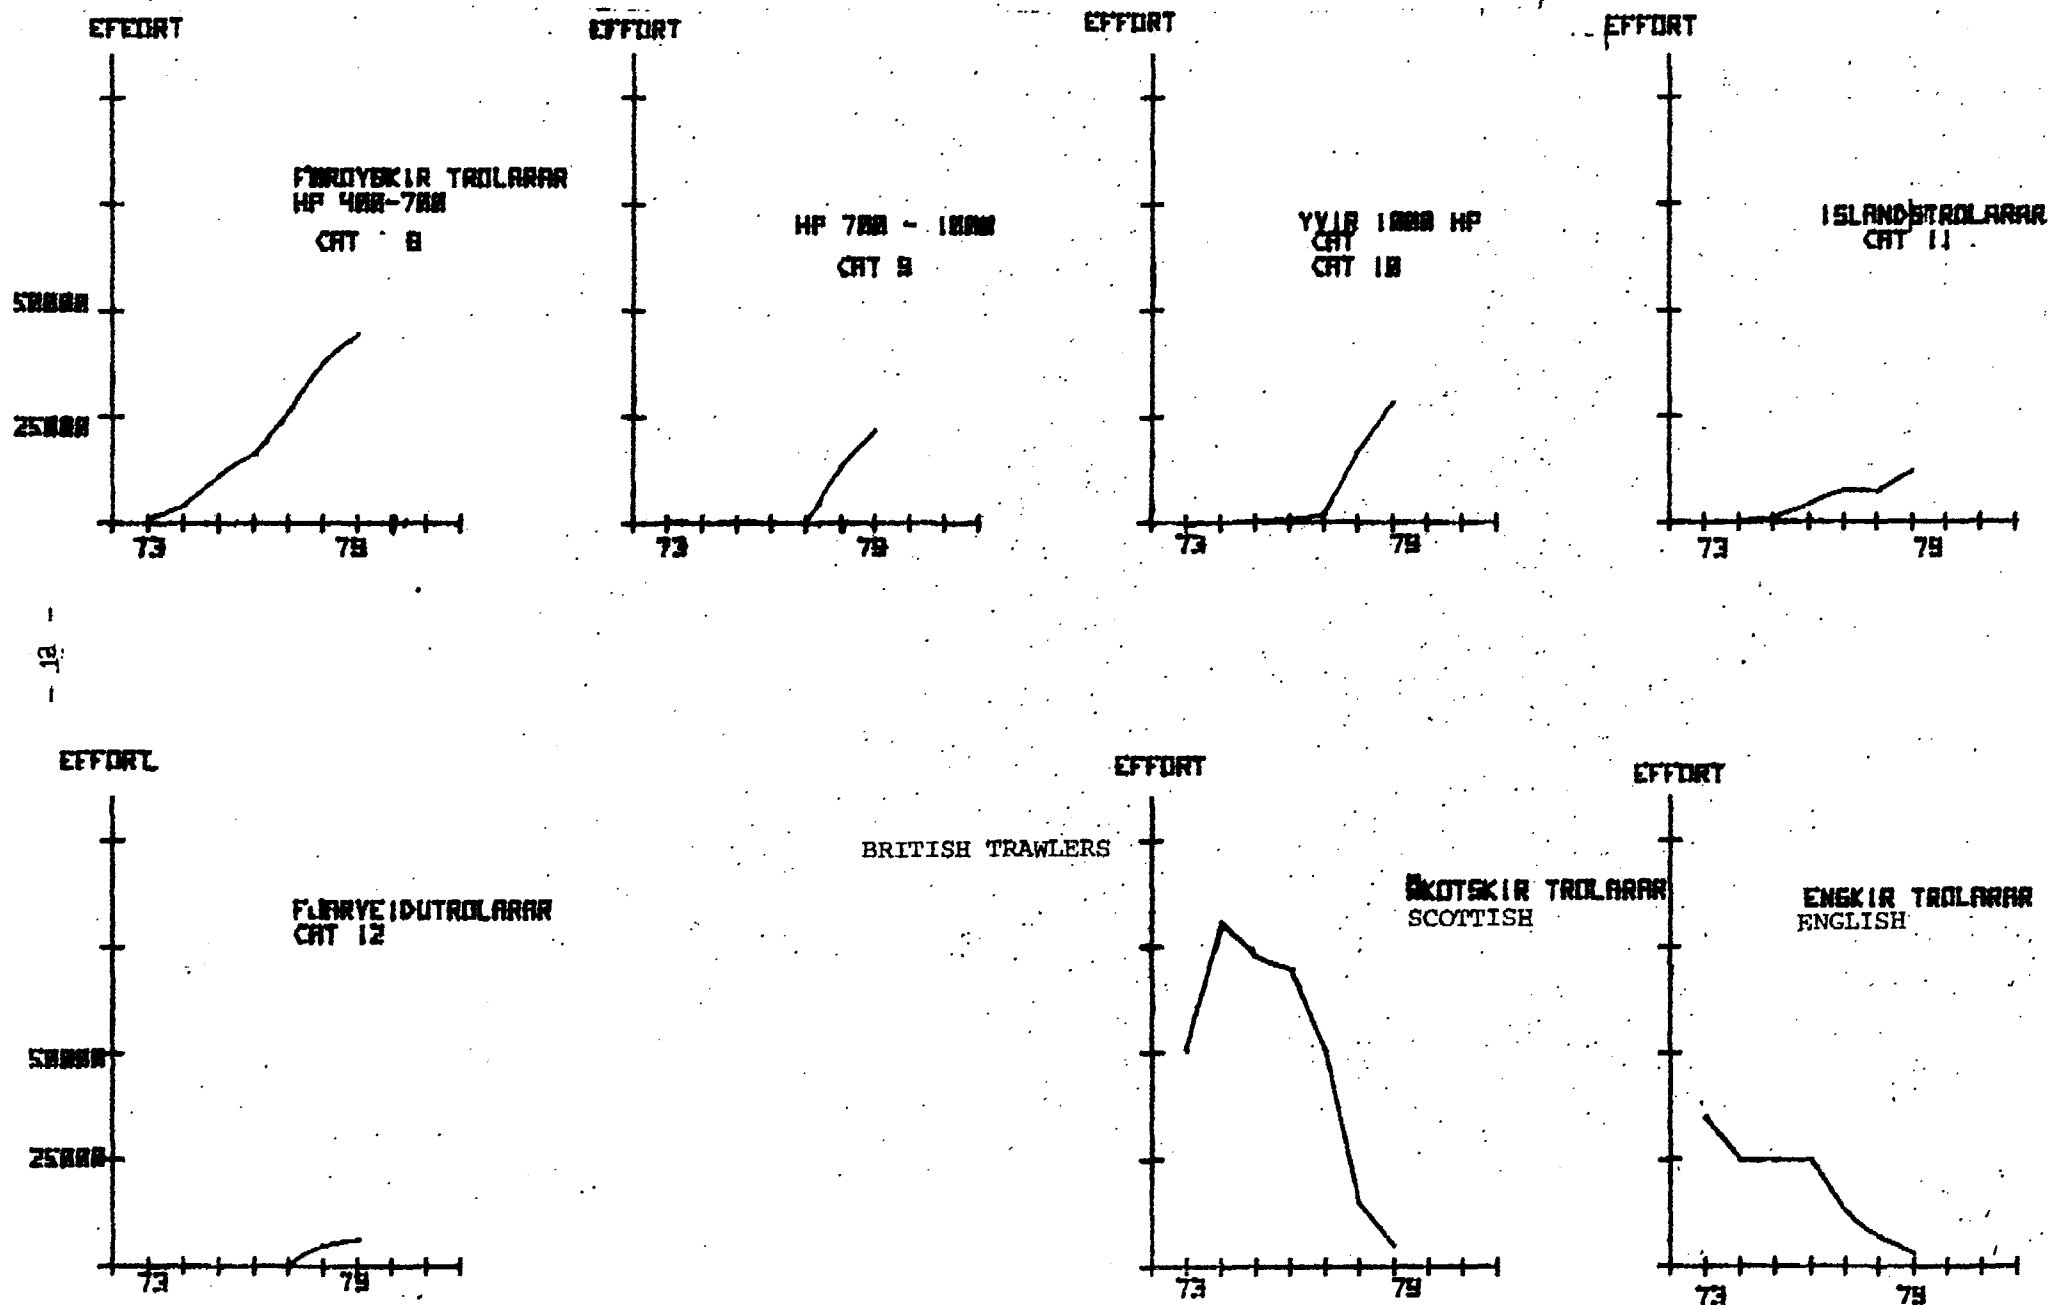 EFFORT
EFFORT
EFFORT
EFFORT
FØROYSKIR TROLARAR
HP 400-700
CAT 8
HP 700 - 1000
CAT 9
YVIR 1000 HP
CAT
CAT 10
ISLANDSTROLARAR
CAT 11
50000
25000
73 79
73 79
73 79
73 79
- 1a -
EFFORT
EFFORT
EFFORT
BRITISH TRAWLERS
FJARVEIDUTROLARAR
CAT 12
SKOTSKIR TROLARAR
SCOTTISH
ENSKIR TROLARAR
ENGLISH
50000
25000
73 79
73 79
73 79